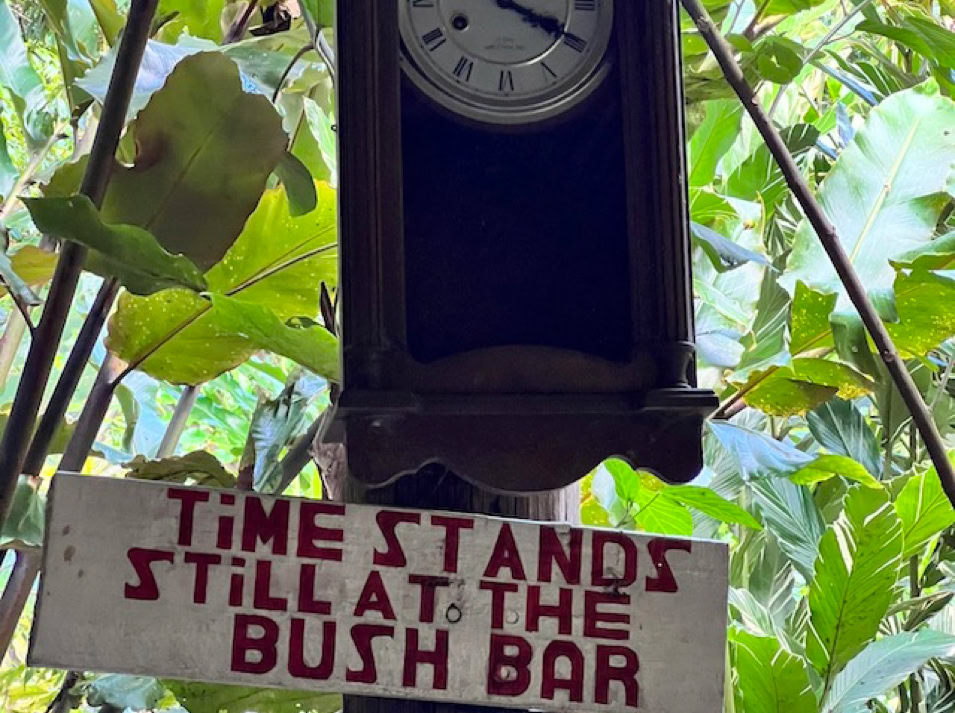 TiME STANDS
STiLL AT THE
BUSH BAR